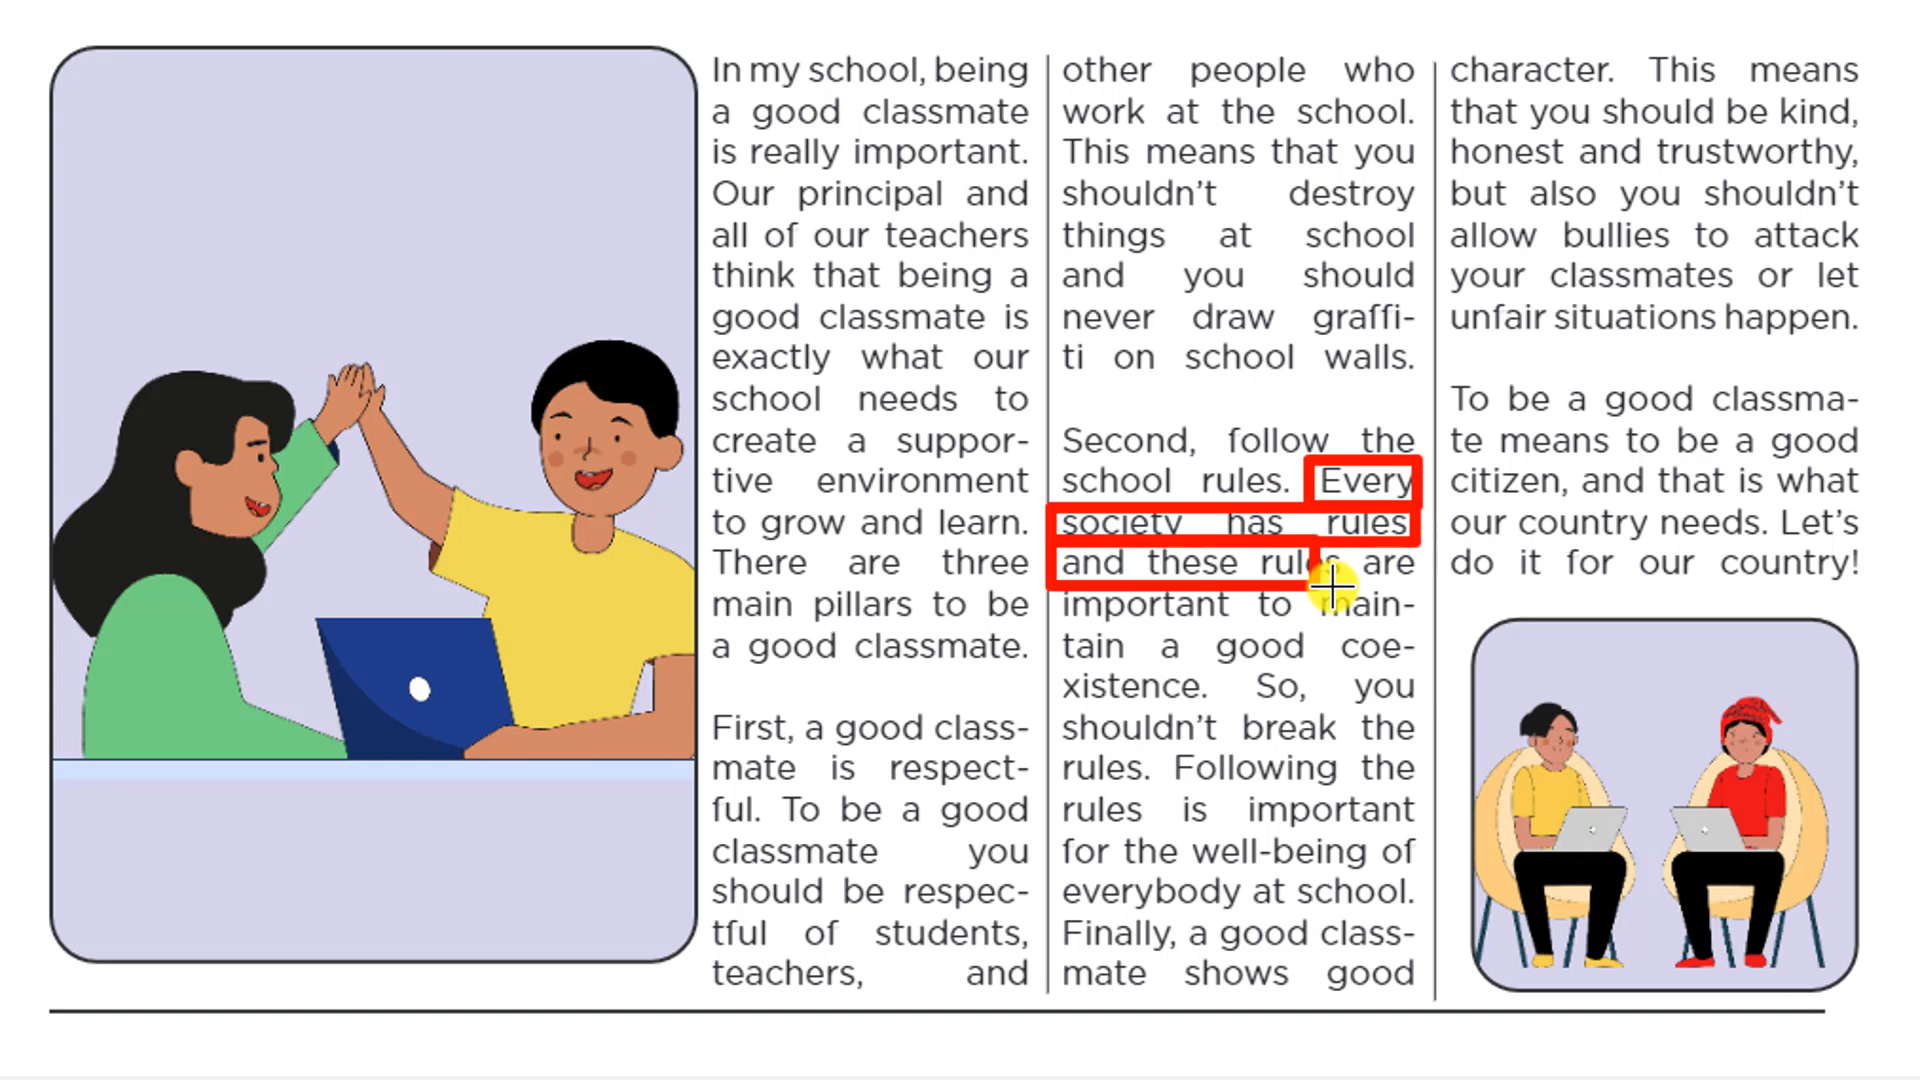 In my school, being
a good classmate
is really important.
Our principal and
all of our teachers
think that being a
good classmate is
exactly what our
school needs to
create a suppor-
tive environment
to grow and learn.
There are three
main pillars to be
a good classmate.
First, a good class-
mate is respect-
ful. To be a good
classmate you
should be respec-
tful of students,
teachers, and
other people who
work at the school.
This means that you
shouldn't destroy
things at school
and you should
never draw graffi-
ti on school walls.
Second, follow the
school rules. Every
society has rules
and these rules are
important to main-
tain a good coe-
xistence. So, you
shouldn't break the
rules. Following the
rules is important
for the well-being of
everybody at school.
Finally, a good class-
mate shows good
character. This means
that you should be kind,
honest and trustworthy,
but also you shouldn't
allow bullies to attack
your classmates or let
unfair situations happen.
To be a good classma-
te means to be a good
citizen, and that is what
our country needs. Let's
do it for our country!